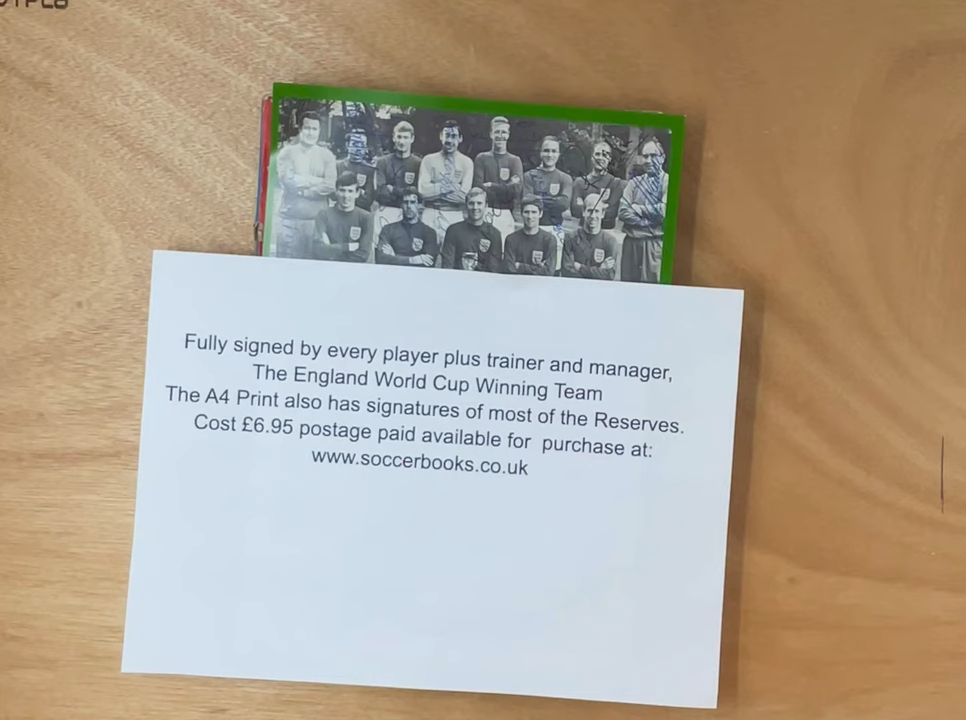 Fully signed by every player plus trainer and manager,
The England World Cup Winning Team
The A4 Print also has signatures of most of the Reserves.
Cost £6.95 postage paid available for purchase at:
www.soccerbooks.co.uk